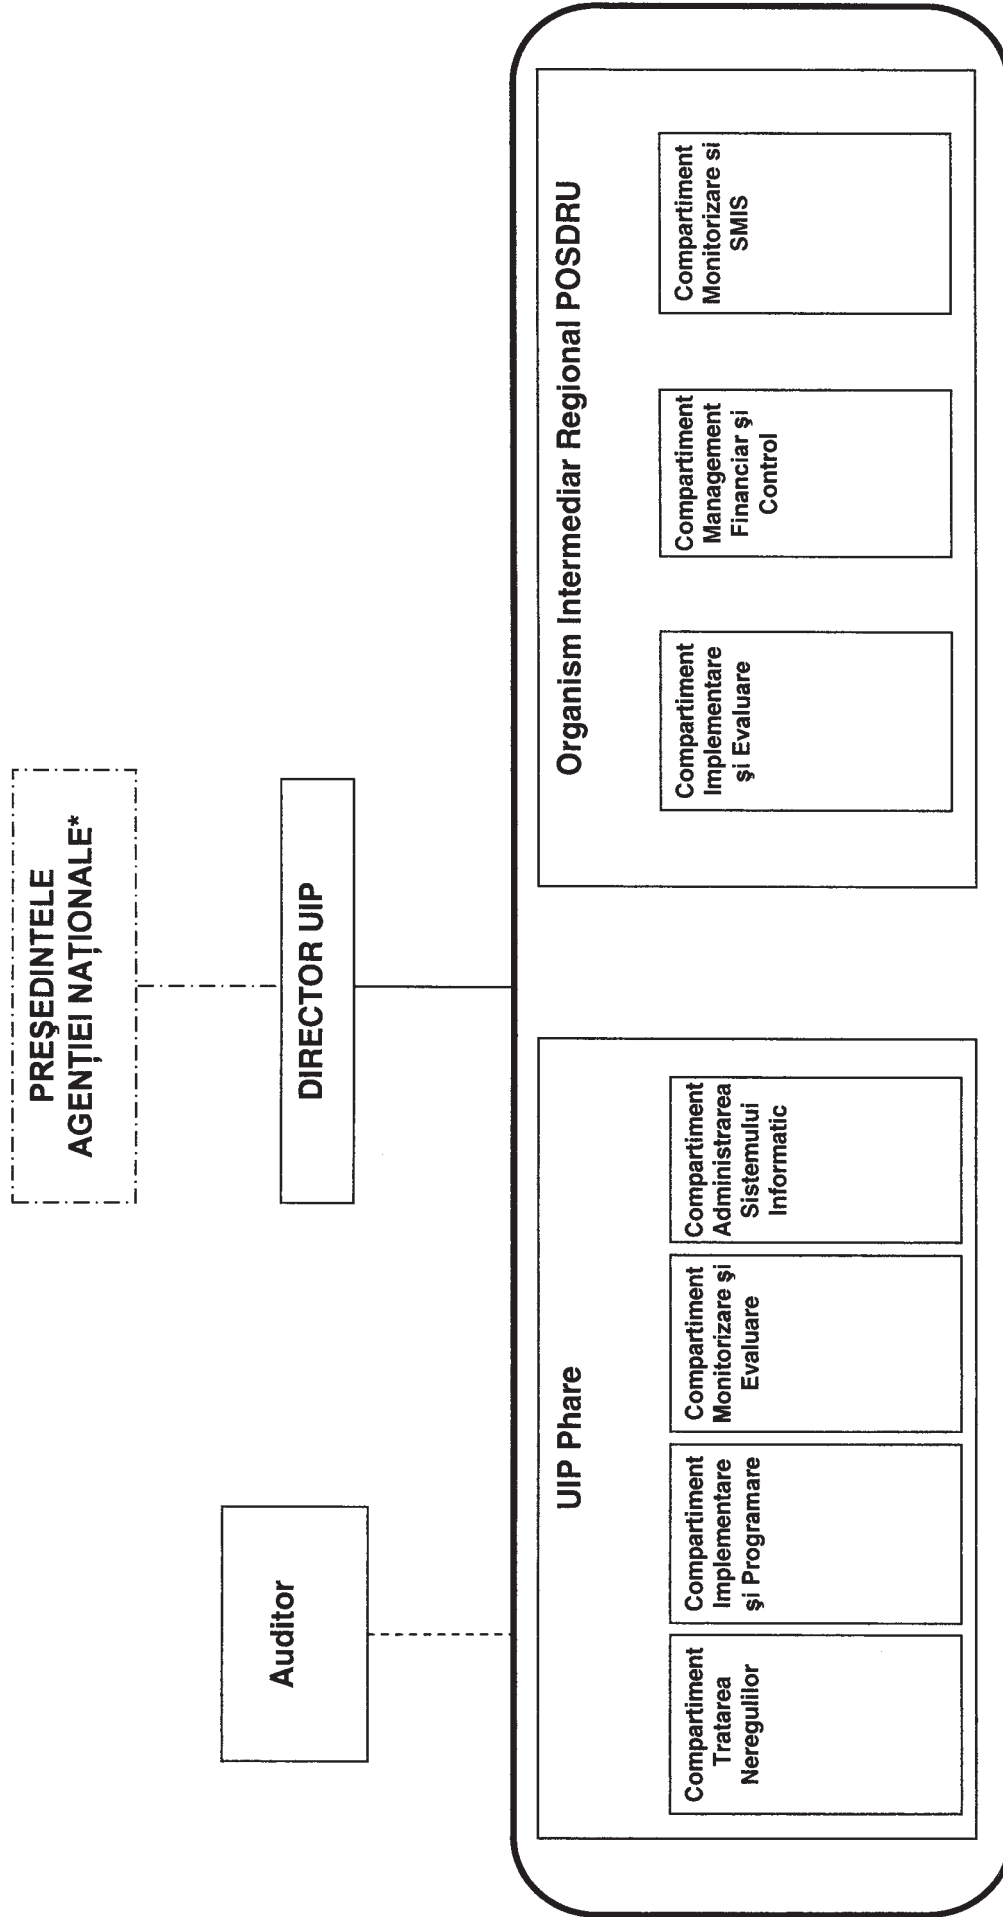 PREŞEDINTELE
AGENŢIEI NAŢIONALE*
DIRECTOR UIP
Auditor
UIP Phare
Compartiment
Tratarea
Neregulilor
Compartiment
Implementare
şi Programare
Compartiment
Monitorizare şi
Evaluare
Compartiment
Administrarea
Sistemului
Informatic
Organism Intermediar Regional POSDRU
Compartiment
Implementare
şi Evaluare
Compartiment
Management
Financiar şi
Control
Compartiment
Monitorizare si
SMIS